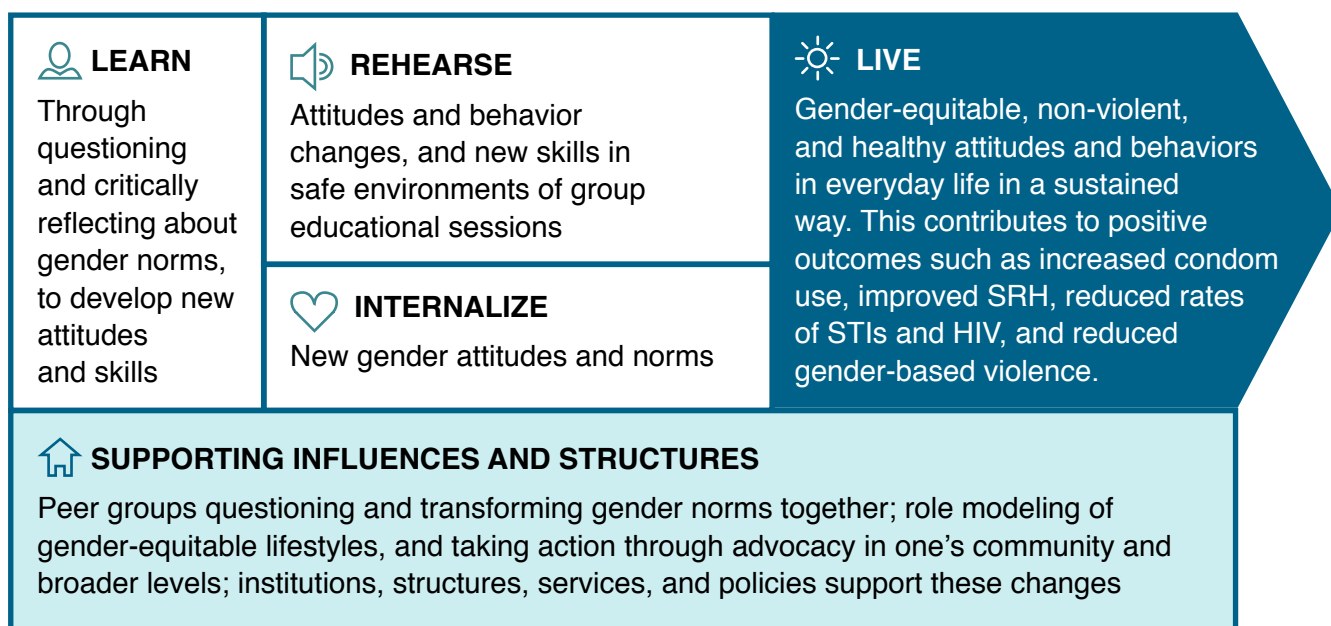 LEARN
Through
questioning
and critically
reflecting about
gender norms,
to develop new
attitudes
and skills
REHEARSE
Attitudes and behavior
changes, and new skills in
safe environments of group
educational sessions
INTERNALIZE
New gender attitudes and norms
LIVE
Gender-equitable, non-violent,
and healthy attitudes and behaviors
in everyday life in a sustained
way. This contributes to positive
outcomes such as increased condom
use, improved SRH, reduced rates
of STIs and HIV, and reduced
gender-based violence.
SUPPORTING INFLUENCES AND STRUCTURES
Peer groups questioning and transforming gender norms together; role modeling of
gender-equitable lifestyles, and taking action through advocacy in one’s community and
broader levels; institutions, structures, services, and policies support these changes